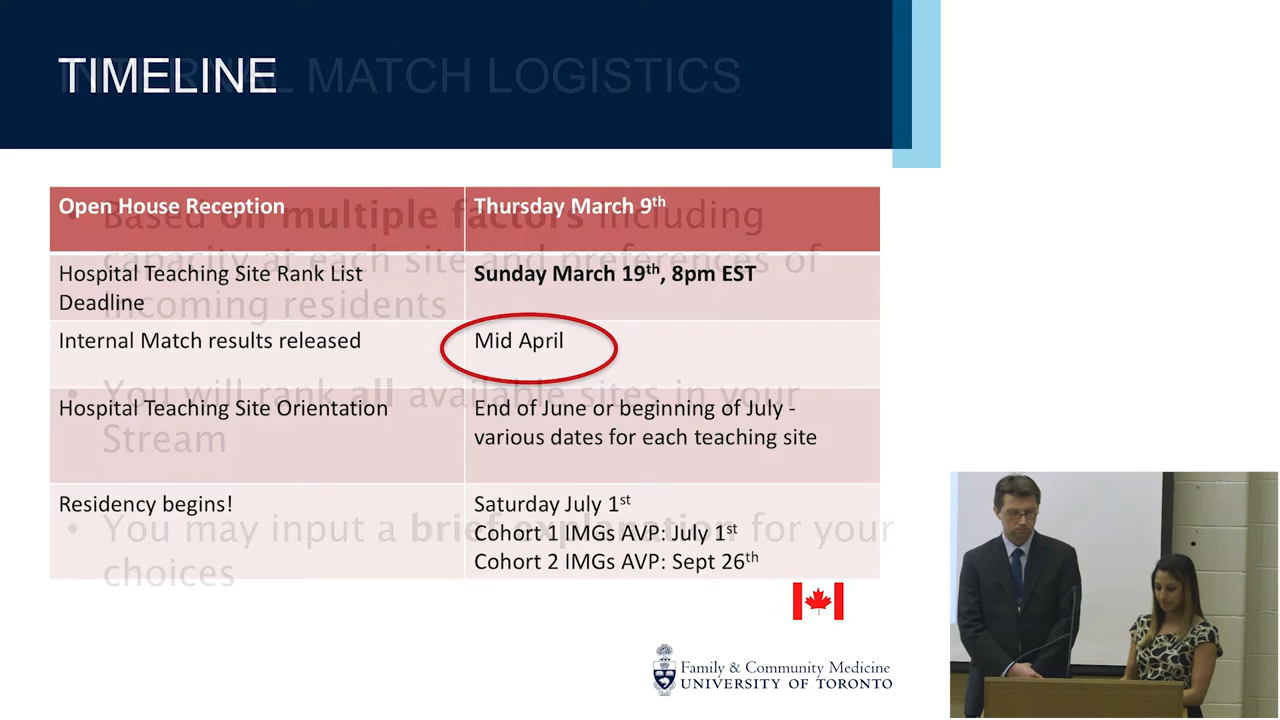 TIMELINE
INTERNAL MATCH LOGISTICS
Open House Reception
Thursday March 9th
Hospital Teaching Site Rank List
Deadline
Sunday March 19th, 8pm EST
Internal Match results released
Mid April
Hospital Teaching Site Orientation
End of June or beginning of July -
various dates for each teaching site
Residency begins!
Saturday July 1st
Cohort 1 IMGs AVP: July 1st
Cohort 2 IMGs AVP: Sept 26th
• Based on multiple factors including
capacity at each site and preferences of
incoming residents
• You will rank all available sites in your
Stream
• You may input a brief explanation for your
choices
Family & Community Medicine
UNIVERSITY OF TORONTO